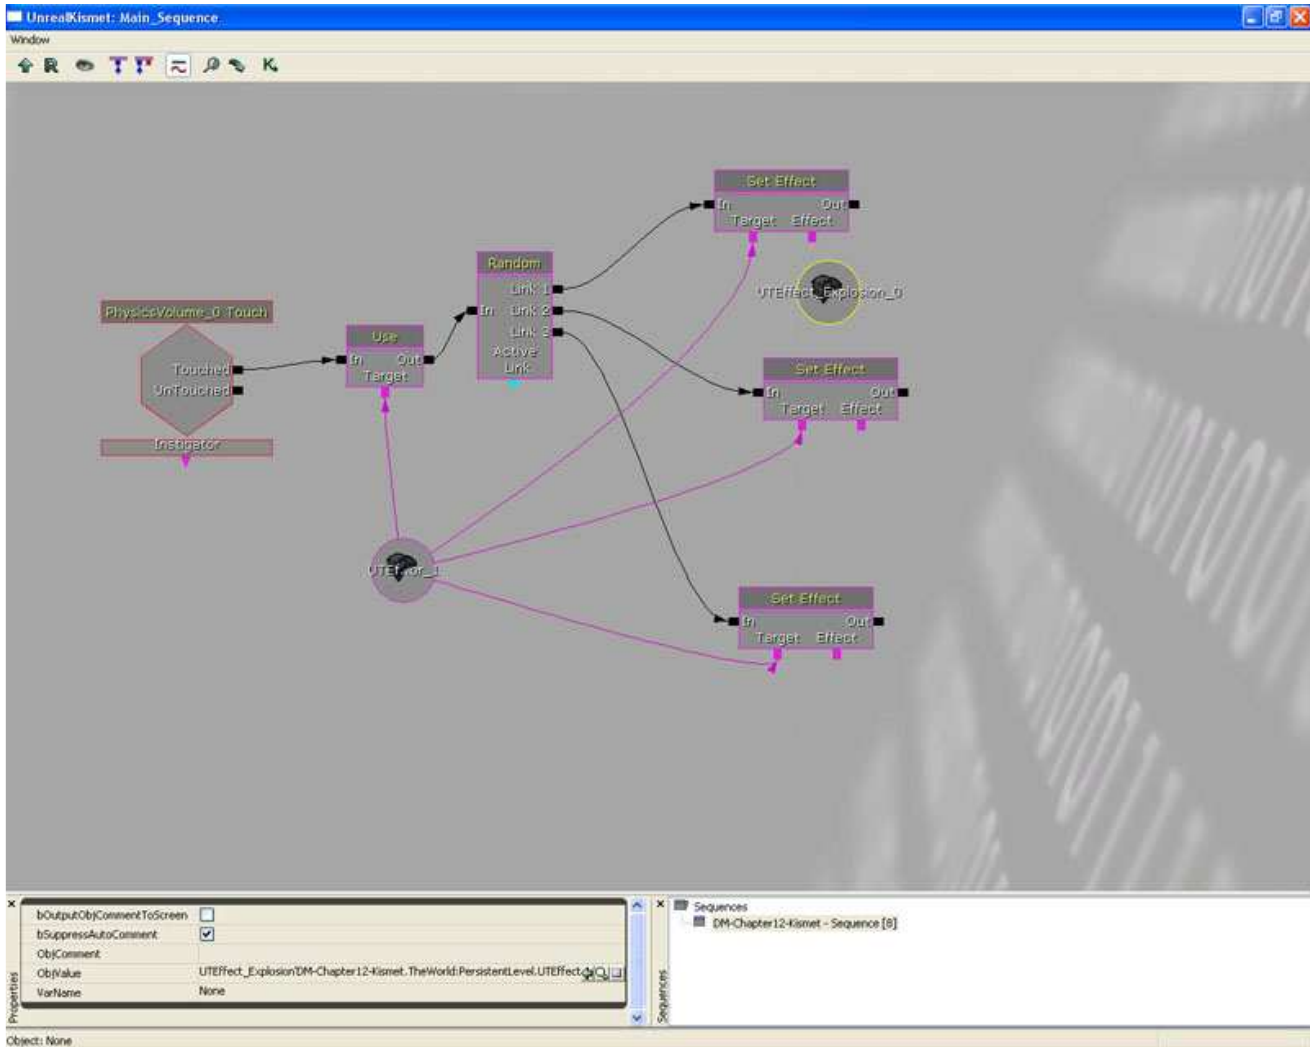 UnrealKismet: Main_Sequence
Window
Set Effect
In Out
Target Effect
Random
Link 1
In Link 2
Link 3
Active
Link
UTEffect_Explosion_0
PhysicsVolume_0 Touch
Touched
UnTouched
Instigator
Use
In Out
Target
Set Effect
In Out
Target Effect
Set Effect
In Out
Target Effect
Properties
bOutputObjCommentToScreen
bSuppressAutoComment
ObjComment
ObjValue UTEffect_Explosion'DM-Chapter12-Kismet.TheWorld:PersistentLevel.UTEffect
VarName None
Sequences
Sequences
DM-Chapter12-Kismet - Sequence [8]
Object: None